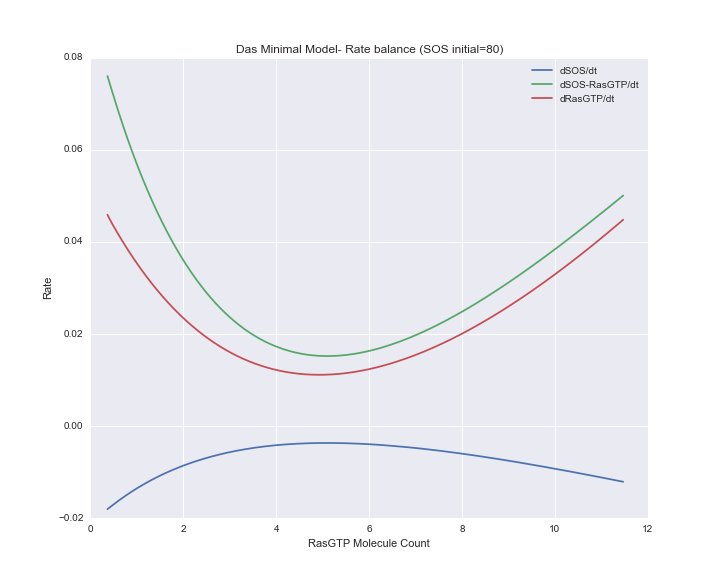 Das Minimal Model- Rate balance (SOS initial=80)
dSOS/dt
dSOS-RasGTP/dt
dRasGTP/dt
Rate
0.08
0.06
0.04
0.02
0.00
−0.02
0 2 4 6 8 10 12
RasGTP Molecule Count